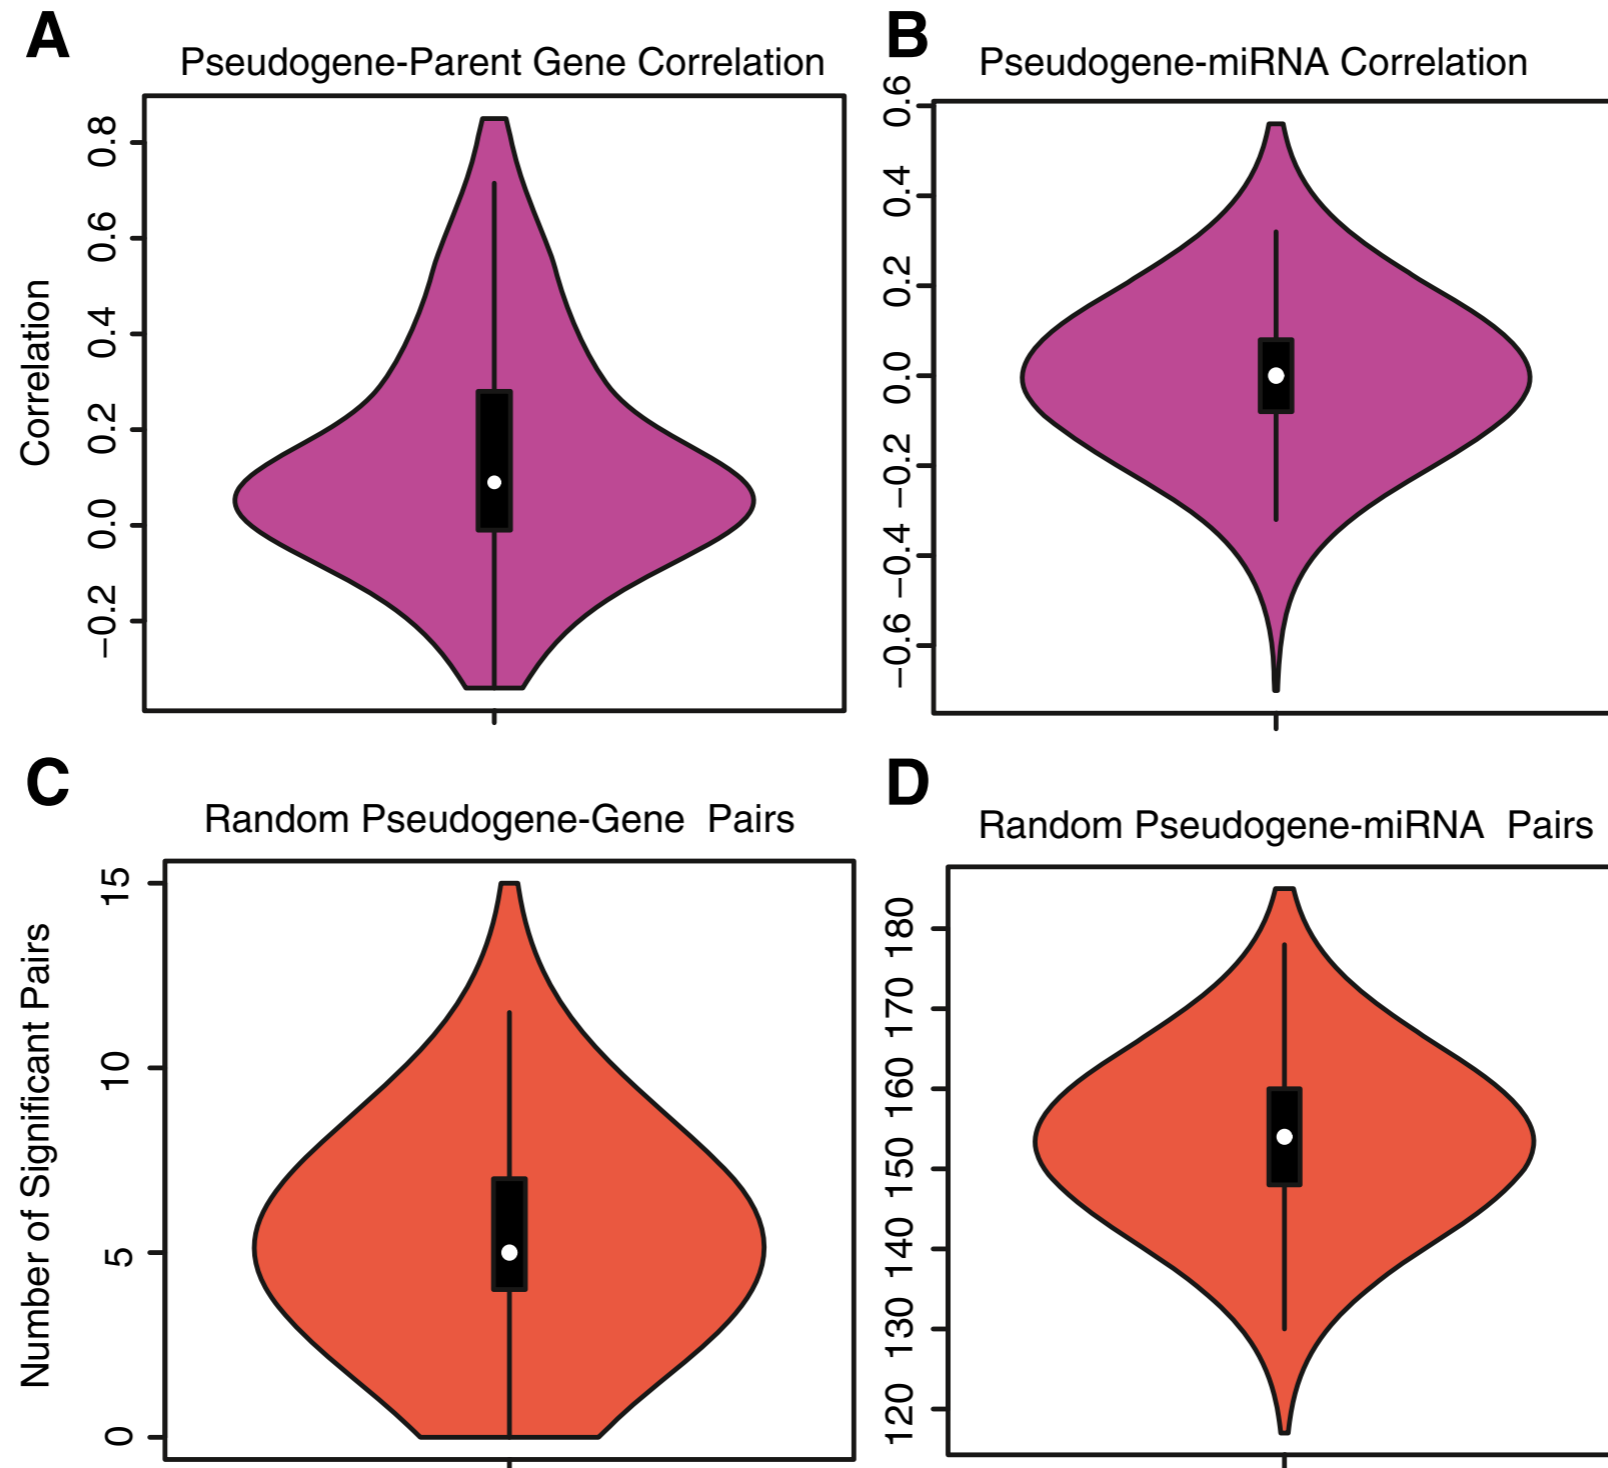 A
Pseudogene-Parent Gene Correlation
Correlation
0.8
0.6
0.4
0.2
0.0
−0.2
B
Pseudogene-miRNA Correlation
0.6
0.4
0.2
0.0
−0.2
−0.4
−0.6
C
Random Pseudogene-Gene Pairs
Number of Significant Pairs
15
10
5
0
D
Random Pseudogene-miRNA Pairs
180
170
160
150
140
130
120